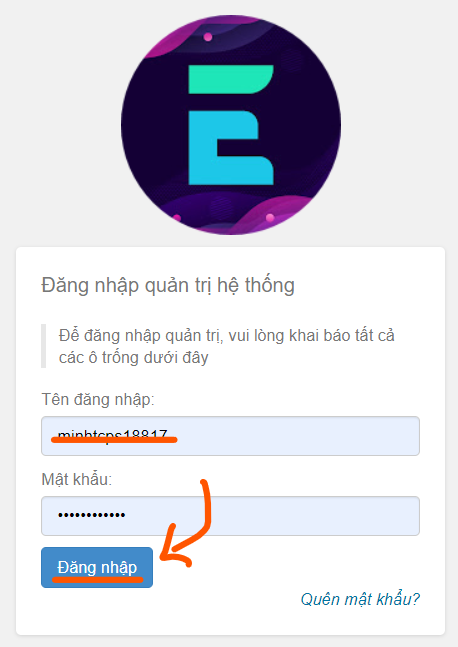 Đăng nhập quản trị hệ thống
Để đăng nhập quản trị, vui lòng khai báo tất cả
các ô trống dưới đây
Tên đăng nhập:
minhtcps18817
Mật khẩu:
••••••••••••
Đăng nhập
Quên mật khẩu?